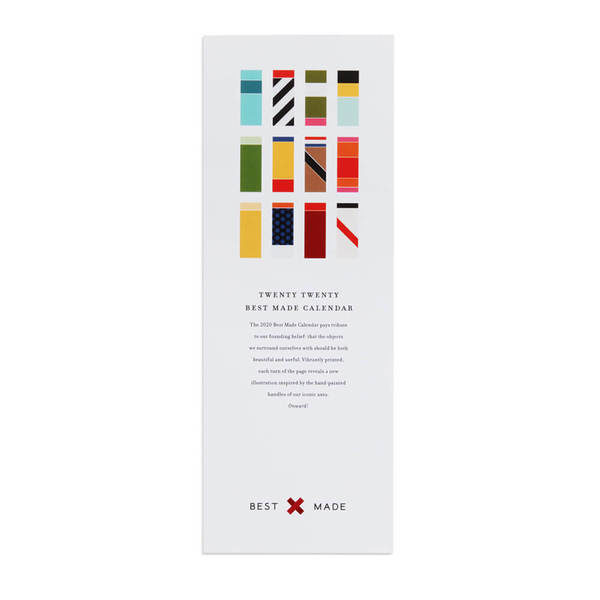 TWENTY TWENTY
BEST MADE CALENDAR
The 2020 Best Made Calendar pays tribute
to our founding belief: that the objects
we surround ourselves with should be both
beautiful and useful. Vibrantly printed,
each turn of the page reveals a new
illustration inspired by the hand-painted
handles of our iconic axes.
Onward!
BEST MADE